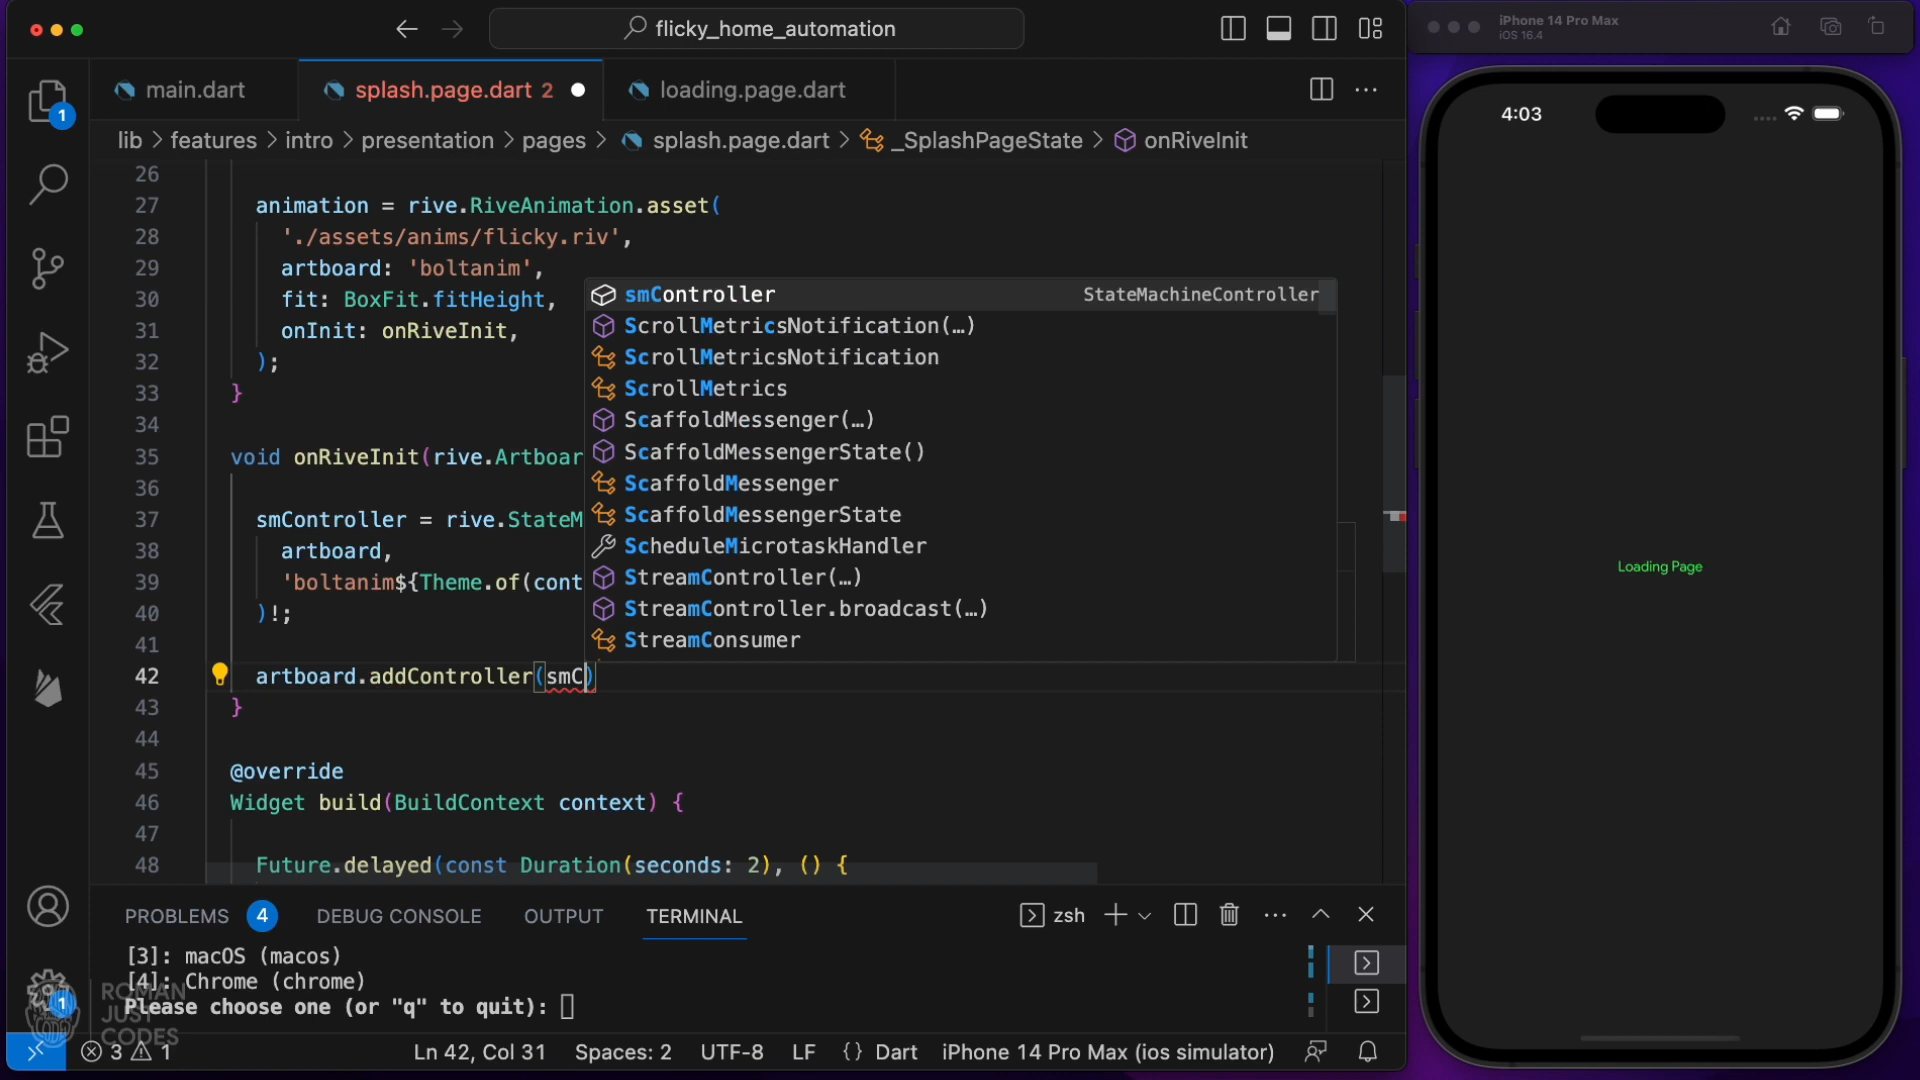 flicky_home_automation
iPhone 14 Pro Max
iOS 16.4
1
main.dart
splash.page.dart 2
loading.page.dart
lib > features > intro > presentation > pages > splash.page.dart > _SplashPageState > onRiveInit
26
27 animation = rive.RiveAnimation.asset(
28 './assets/anims/flicky.riv',
29 artboard: 'boltanim',
30 fit: BoxFit.fitHeight,
31 onInit: onRiveInit,
32 );
33 }
34
35 void onRiveInit(rive.Artboar
36
37 smController = rive.StateM
38 artboard,
39 'boltanim${Theme.of(cont
40 )!;
41
42 artboard.addController(smC)
43 }
44
45 @override
46 Widget build(BuildContext context) {
47
48 Future.delayed(const Duration(seconds: 2), () {
smController StateMachineController
ScrollMetricsNotification(…)
ScrollMetricsNotification
ScrollMetrics
ScaffoldMessenger(…)
ScaffoldMessengerState()
ScaffoldMessenger
ScaffoldMessengerState
ScheduleMicrotaskHandler
StreamController(…)
StreamController.broadcast(…)
StreamConsumer
PROBLEMS 4 DEBUG CONSOLE OUTPUT TERMINAL
zsh
[3]: macOS (macos)
[4]: Chrome (chrome)
Please choose one (or "q" to quit):
1
ROMAN
JUST
CODES
3 1
Ln 42, Col 31 Spaces: 2 UTF-8 LF {} Dart iPhone 14 Pro Max (ios simulator)
4:03
Loading Page